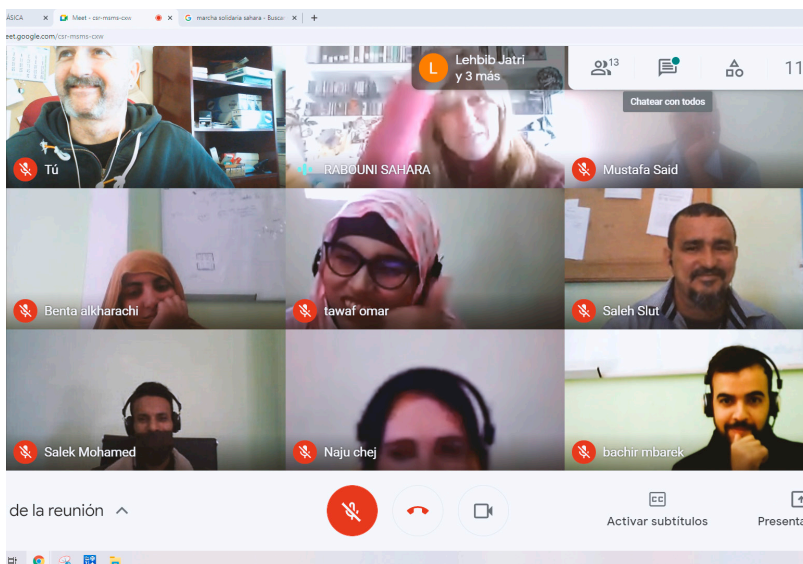 ÁSICA
Meet - csr-msms-cxw
marcha solidaria sahara - Busca
eet.google.com/csr-msms-cxw
L
Lehbib Jatri
y 3 más
13
11
Chatear con todos
Tú
RABOUNI SAHARA
Mustafa Said
Benta alkharachi
tawaf omar
Saleh Slut
Salek Mohamed
Naju chej
bachir mbarek
de la reunión
CC
Activar subtítulos
Presenta